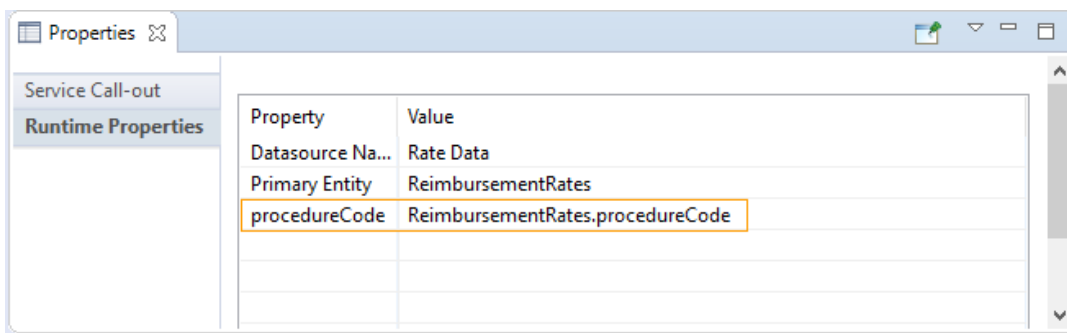 Properties
Service Call-out
Runtime Properties
Property Value
Datasource Na... Rate Data
Primary Entity ReimbursementRates
procedureCode ReimbursementRates.procedureCode